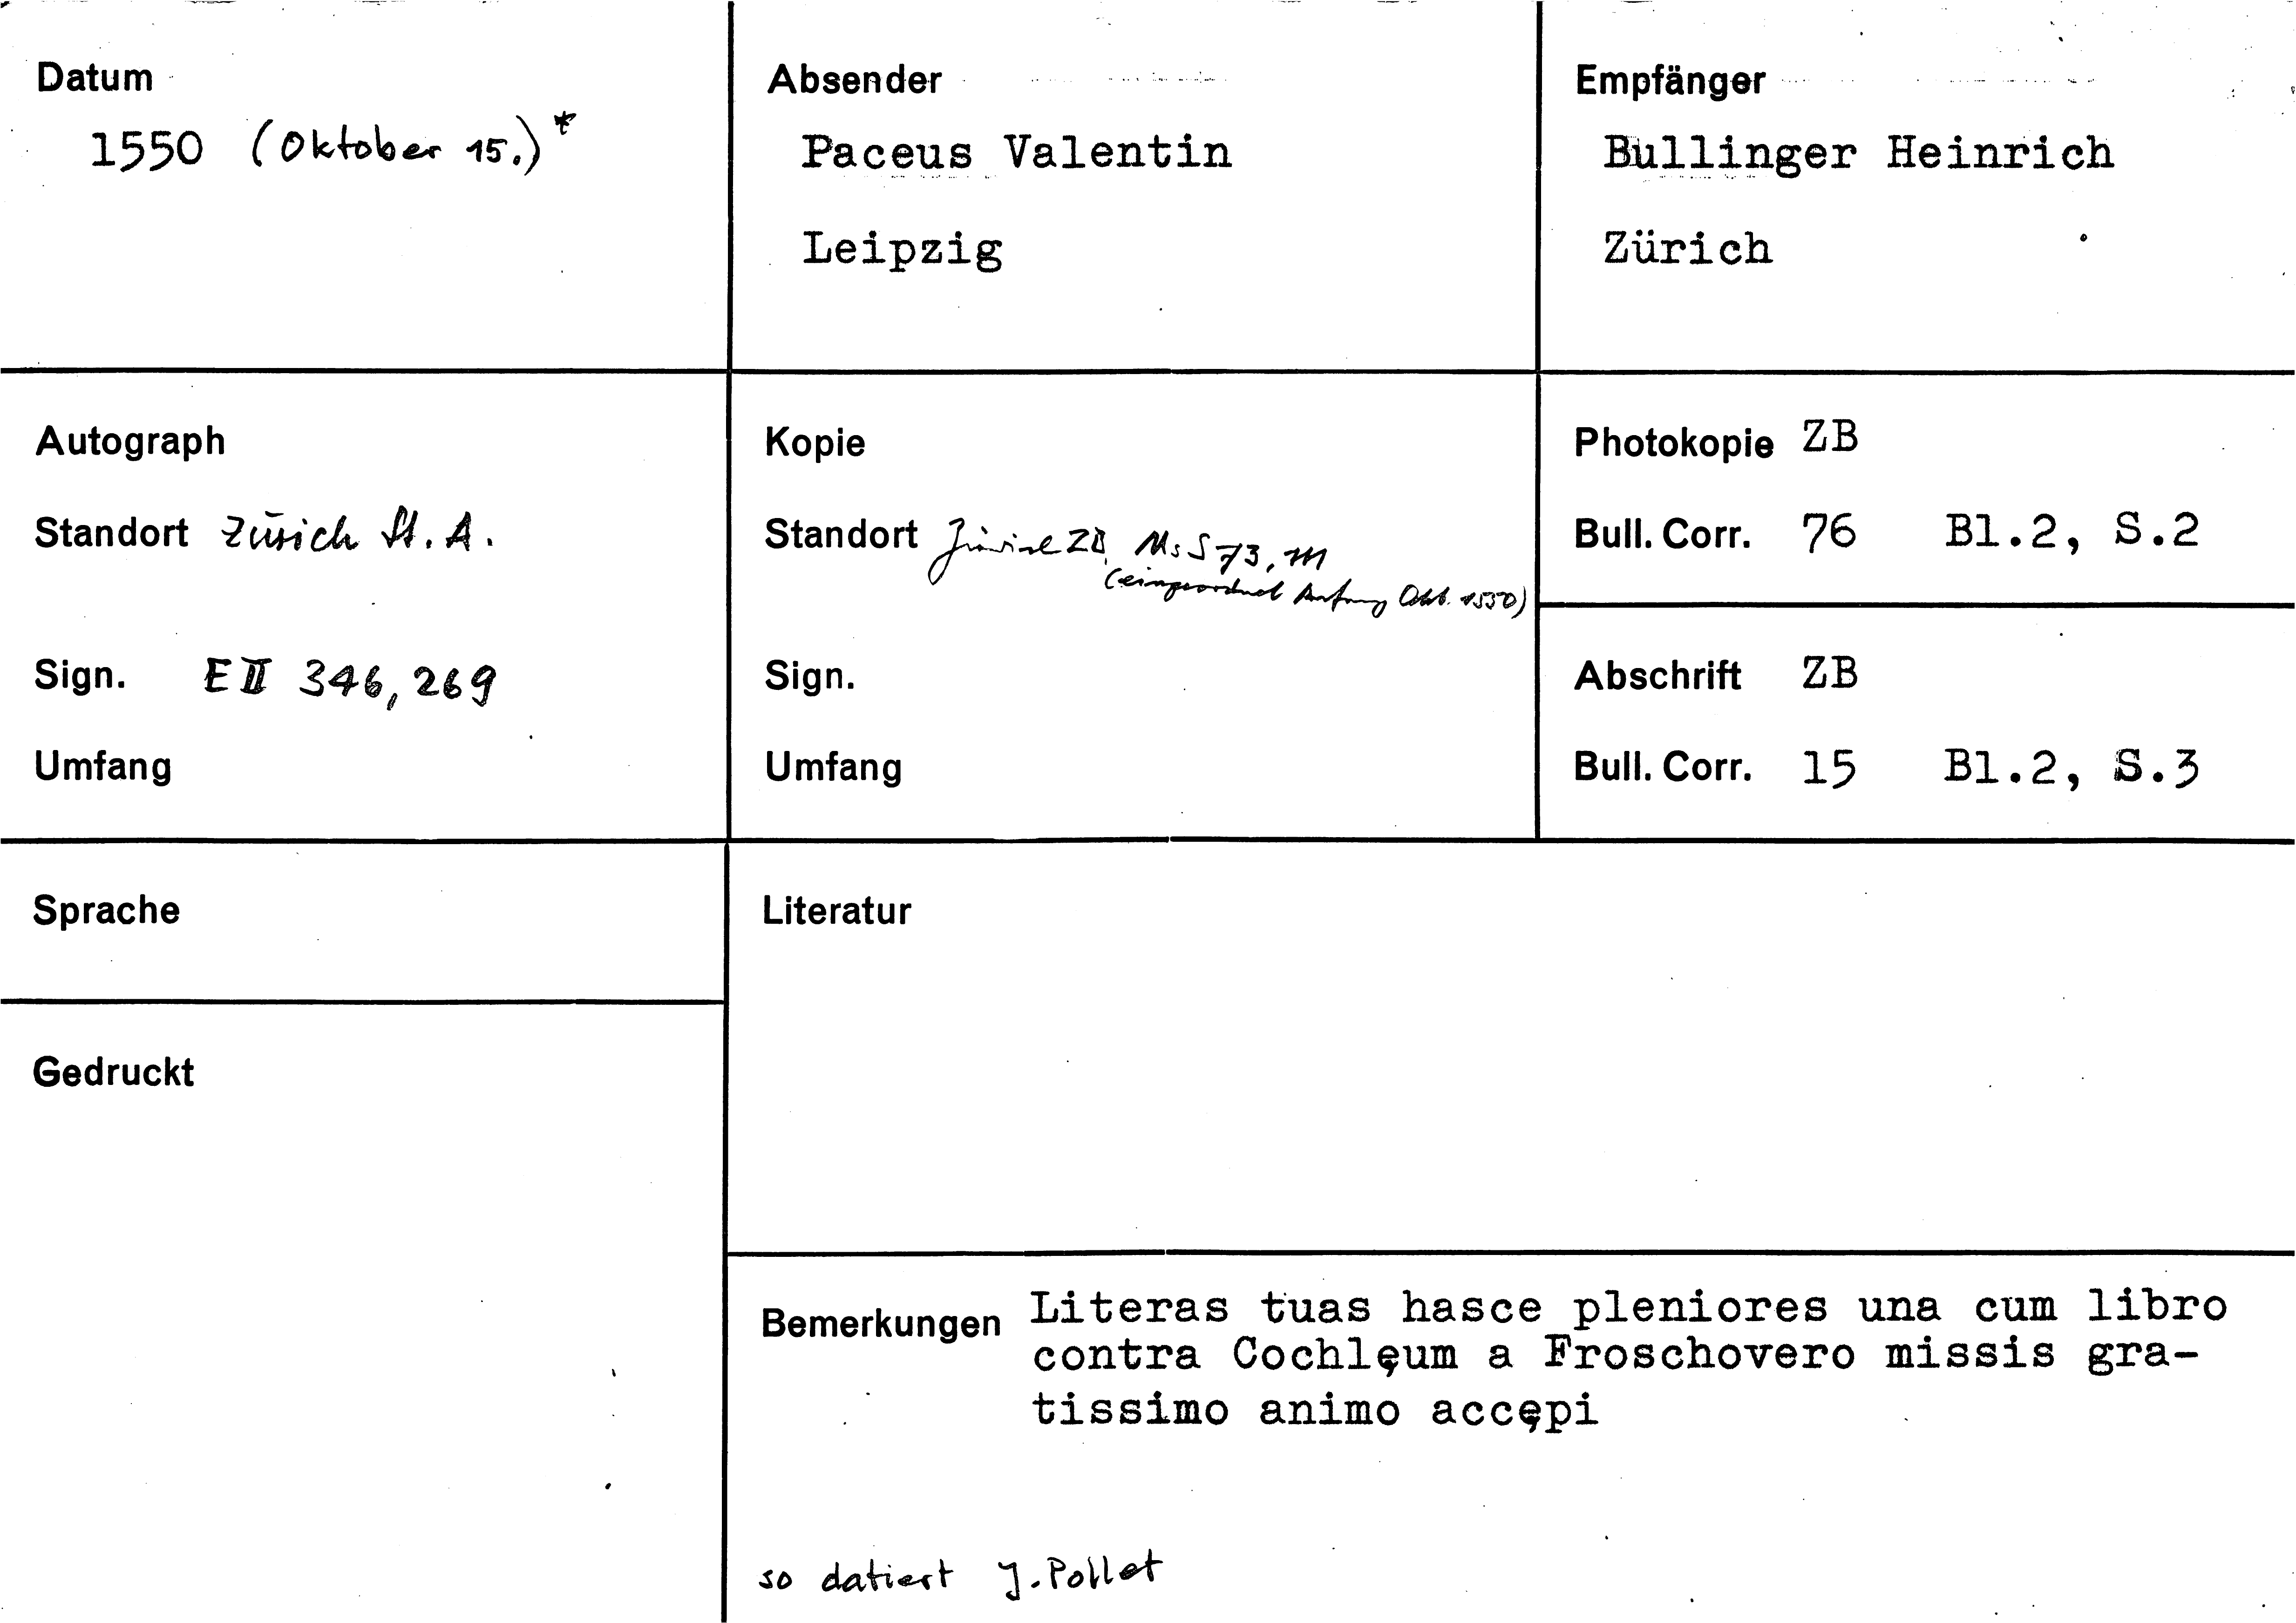 Datum
1550 (Oktober 15.)*
Absender
Paceus Valentin
Leipzig
Empfänger
Bullinger Heinrich
Zürich
Autograph
Standort Zürich St. A.
Sign. E II 346, 269
Umfang
Kopie
Standort Zürich ZB, Ms S 73, 111
(eingeordnet Anfang Okt. 1550)
Sign.
Umfang
Photokopie ZB
Bull. Corr. 76 Bl.2, S.2
Abschrift ZB
Bull. Corr. 15 Bl.2, S.3
Sprache
Literatur
Gedruckt
Bemerkungen Literas tuas hasce pleniores una cum libro
contra Cochlęum a Froschovero missis gra-
tissimo animo accępi
so datiert J. Pollet